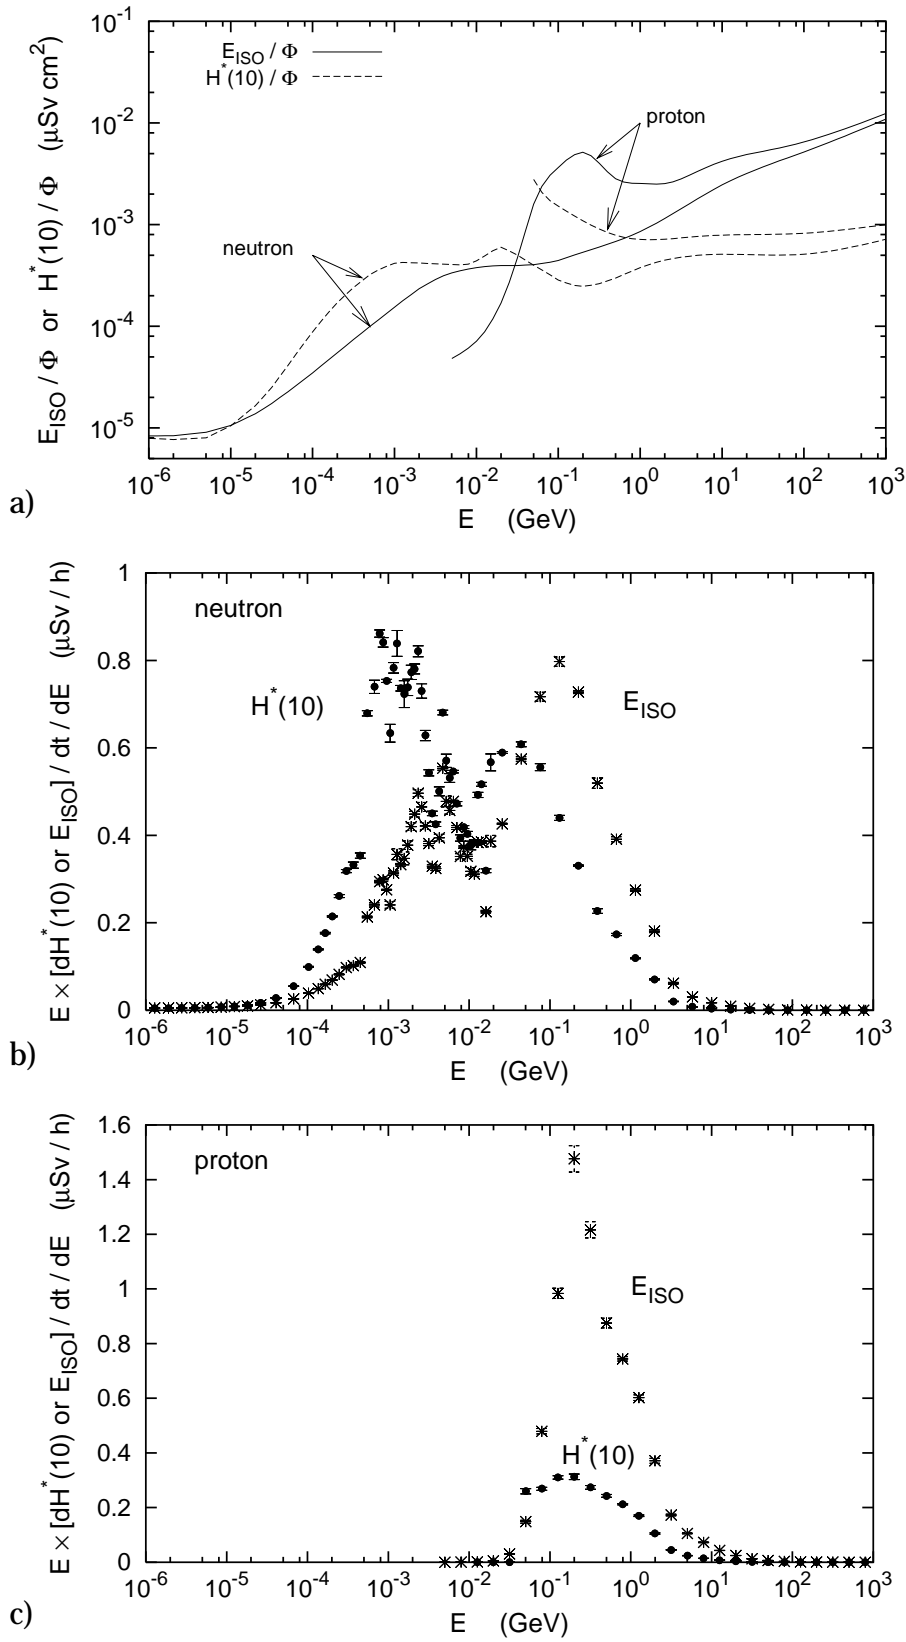 10^-1
E_ISO / Φ
H^*(10) / Φ
10^-2
proton
10^-3
neutron
10^-4
10^-5
E_ISO / Φ or H^*(10) / Φ (μSv cm^2)
10^-6 10^-5 10^-4 10^-3 10^-2 10^-1 10^0 10^1 10^2 10^3
a)
E (GeV)
1
neutron
0.8
H^*(10)
E_ISO
0.6
0.4
0.2
0
E × [dH^*(10) or E_ISO] / dt / dE (μSv / h)
10^-6 10^-5 10^-4 10^-3 10^-2 10^-1 10^0 10^1 10^2 10^3
b)
E (GeV)
1.6
proton
1.4
1.2
1
E_ISO
0.8
0.6
0.4
H^*(10)
0.2
0
E × [dH^*(10) or E_ISO] / dt / dE (μSv / h)
10^-6 10^-5 10^-4 10^-3 10^-2 10^-1 10^0 10^1 10^2 10^3
c)
E (GeV)